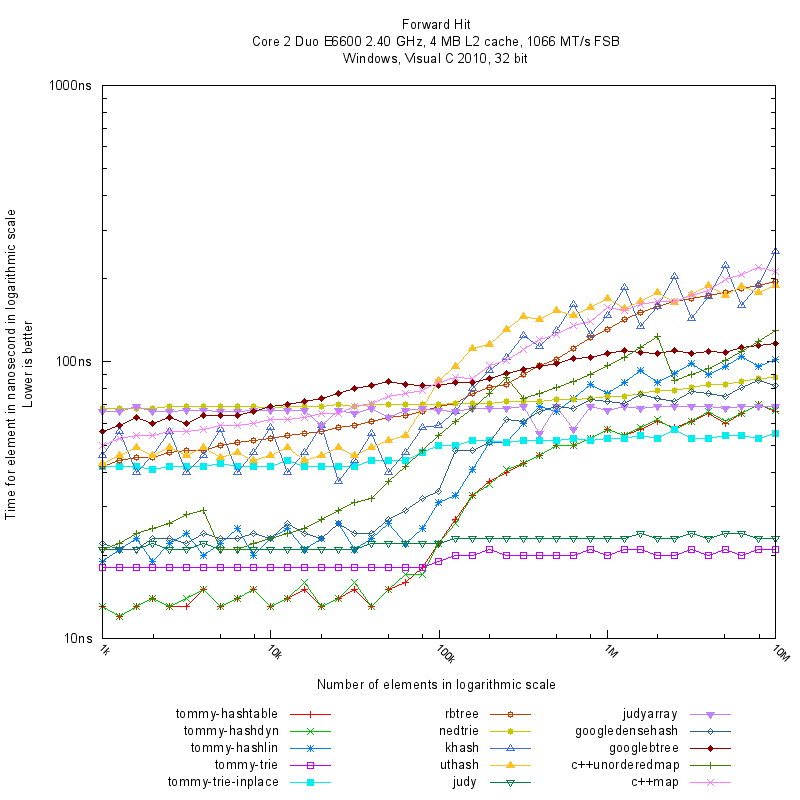 Forward Hit
Core 2 Duo E6600 2.40 GHz, 4 MB L2 cache, 1066 MT/s FSB
Windows, Visual C 2010, 32 bit
Time for element in nanosecond in logarithmic scale
Lower is better
1000ns
100ns
10ns
1k 10k 100k 1M 10M
Number of elements in logarithmic scale
tommy-hashtable rbtree judyarray
tommy-hashdyn nedtrie googledensehash
tommy-hashlin khash googlebtree
tommy-trie uthash c++unorderedmap
tommy-trie-inplace judy c++map